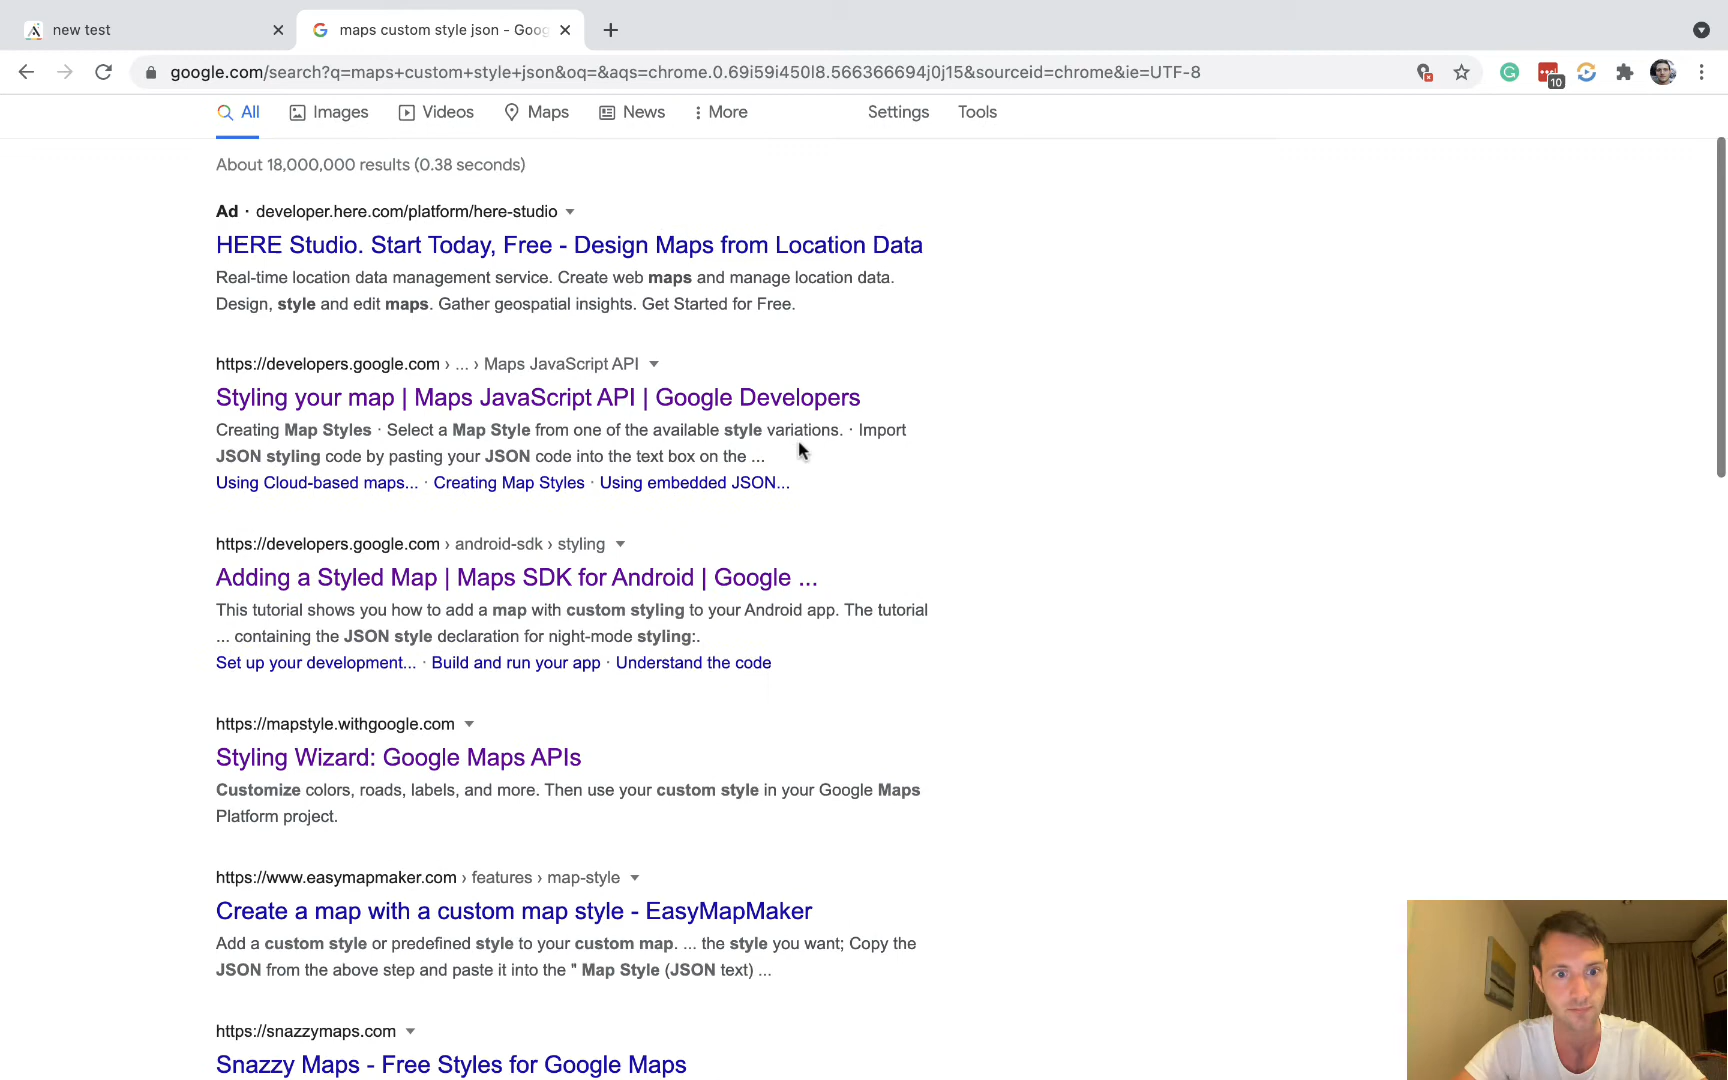 new test
maps custom style json - Goog
google.com/search?q=maps+custom+style+json&oq=&aqs=chrome.0.69i59i450l8.566366694j0j15&sourceid=chrome&ie=UTF-8
10
All Images Videos Maps News More Settings Tools
About 18,000,000 results (0.38 seconds)
Ad · developer.here.com/platform/here-studio
HERE Studio. Start Today, Free - Design Maps from Location Data
Real-time location data management service. Create web maps and manage location data.
Design, style and edit maps. Gather geospatial insights. Get Started for Free.
https://developers.google.com › ... › Maps JavaScript API
Styling your map | Maps JavaScript API | Google Developers
Creating Map Styles · Select a Map Style from one of the available style variations. · Import
JSON styling code by pasting your JSON code into the text box on the ...
Using Cloud-based maps... · Creating Map Styles · Using embedded JSON...
https://developers.google.com › android-sdk › styling
Adding a Styled Map | Maps SDK for Android | Google ...
This tutorial shows you how to add a map with custom styling to your Android app. The tutorial
... containing the JSON style declaration for night-mode styling:.
Set up your development... · Build and run your app · Understand the code
https://mapstyle.withgoogle.com
Styling Wizard: Google Maps APIs
Customize colors, roads, labels, and more. Then use your custom style in your Google Maps
Platform project.
https://www.easymapmaker.com › features › map-style
Create a map with a custom map style - EasyMapMaker
Add a custom style or predefined style to your custom map. ... the style you want; Copy the
JSON from the above step and paste it into the " Map Style (JSON text) ...
https://snazzymaps.com
Snazzy Maps - Free Styles for Google Maps